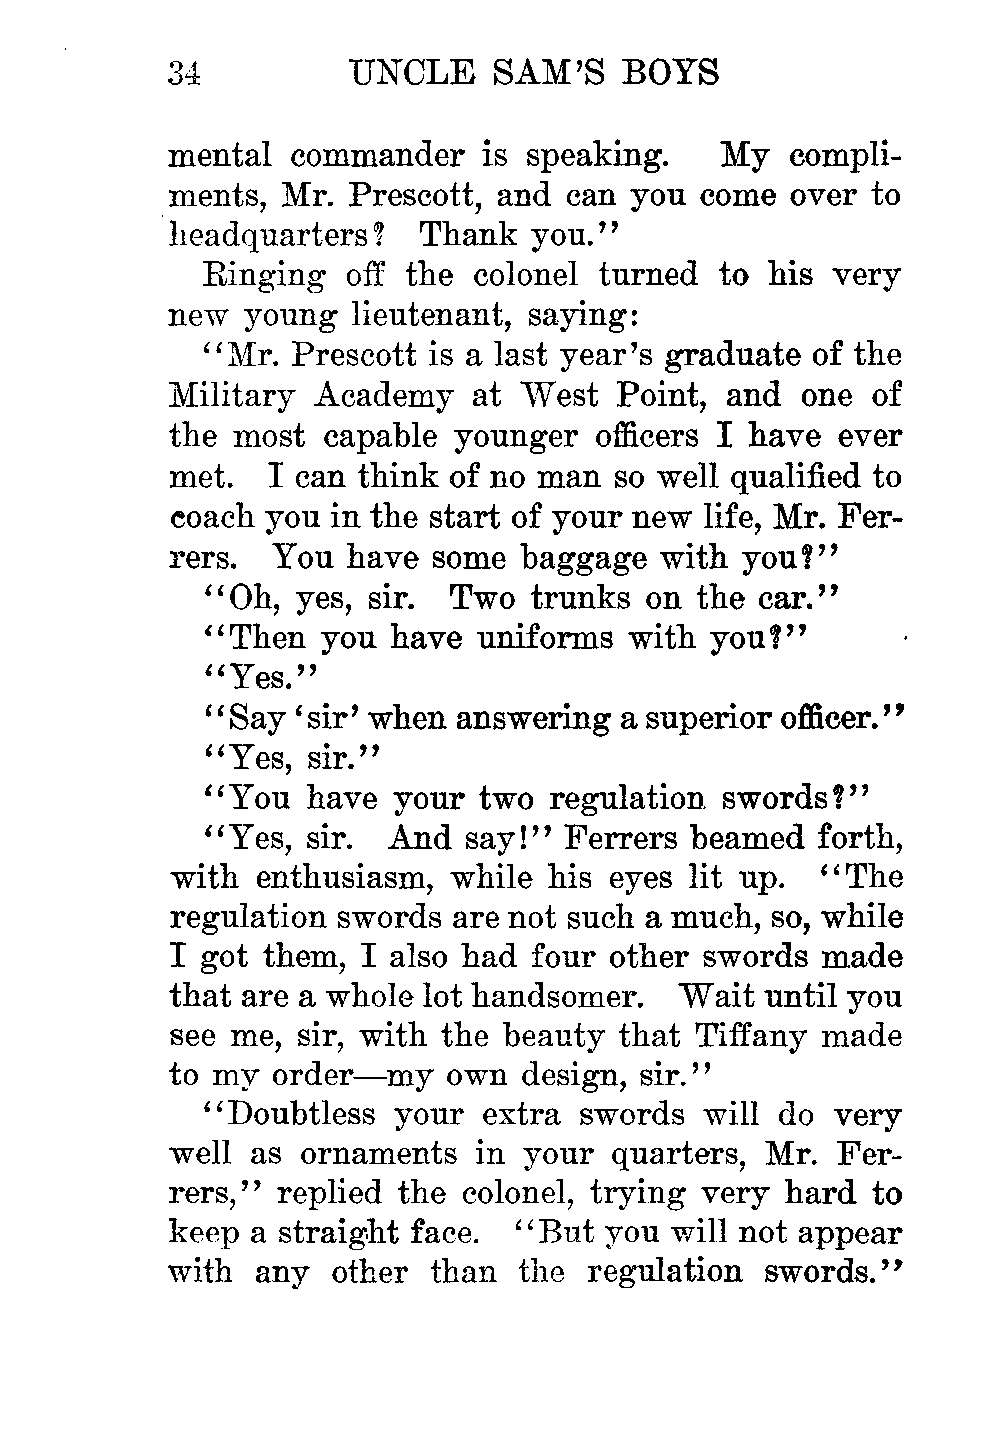 34 UNCLE SAM'S BOYS
mental commander is speaking. My compli-
ments, Mr. Prescott, and can you come over to
headquarters? Thank you."
Ringing off the colonel turned to his very
new young lieutenant, saying:
"Mr. Prescott is a last year's graduate of the
Military Academy at West Point, and one of
the most capable younger officers I have ever
met. I can think of no man so well qualified to
coach you in the start of your new life, Mr. Fer-
rers. You have some baggage with you?"
"Oh, yes, sir. Two trunks on the car."
"Then you have uniforms with you?"
"Yes."
"Say 'sir' when answering a superior officer."
"Yes, sir."
"You have your two regulation swords?"
"Yes, sir. And say!" Ferrers beamed forth,
with enthusiasm, while his eyes lit up. "The
regulation swords are not such a much, so, while
I got them, I also had four other swords made
that are a whole lot handsomer. Wait until you
see me, sir, with the beauty that Tiffany made
to my order—my own design, sir."
"Doubtless your extra swords will do very
well as ornaments in your quarters, Mr. Fer-
rers," replied the colonel, trying very hard to
keep a straight face. "But you will not appear
with any other than the regulation swords."